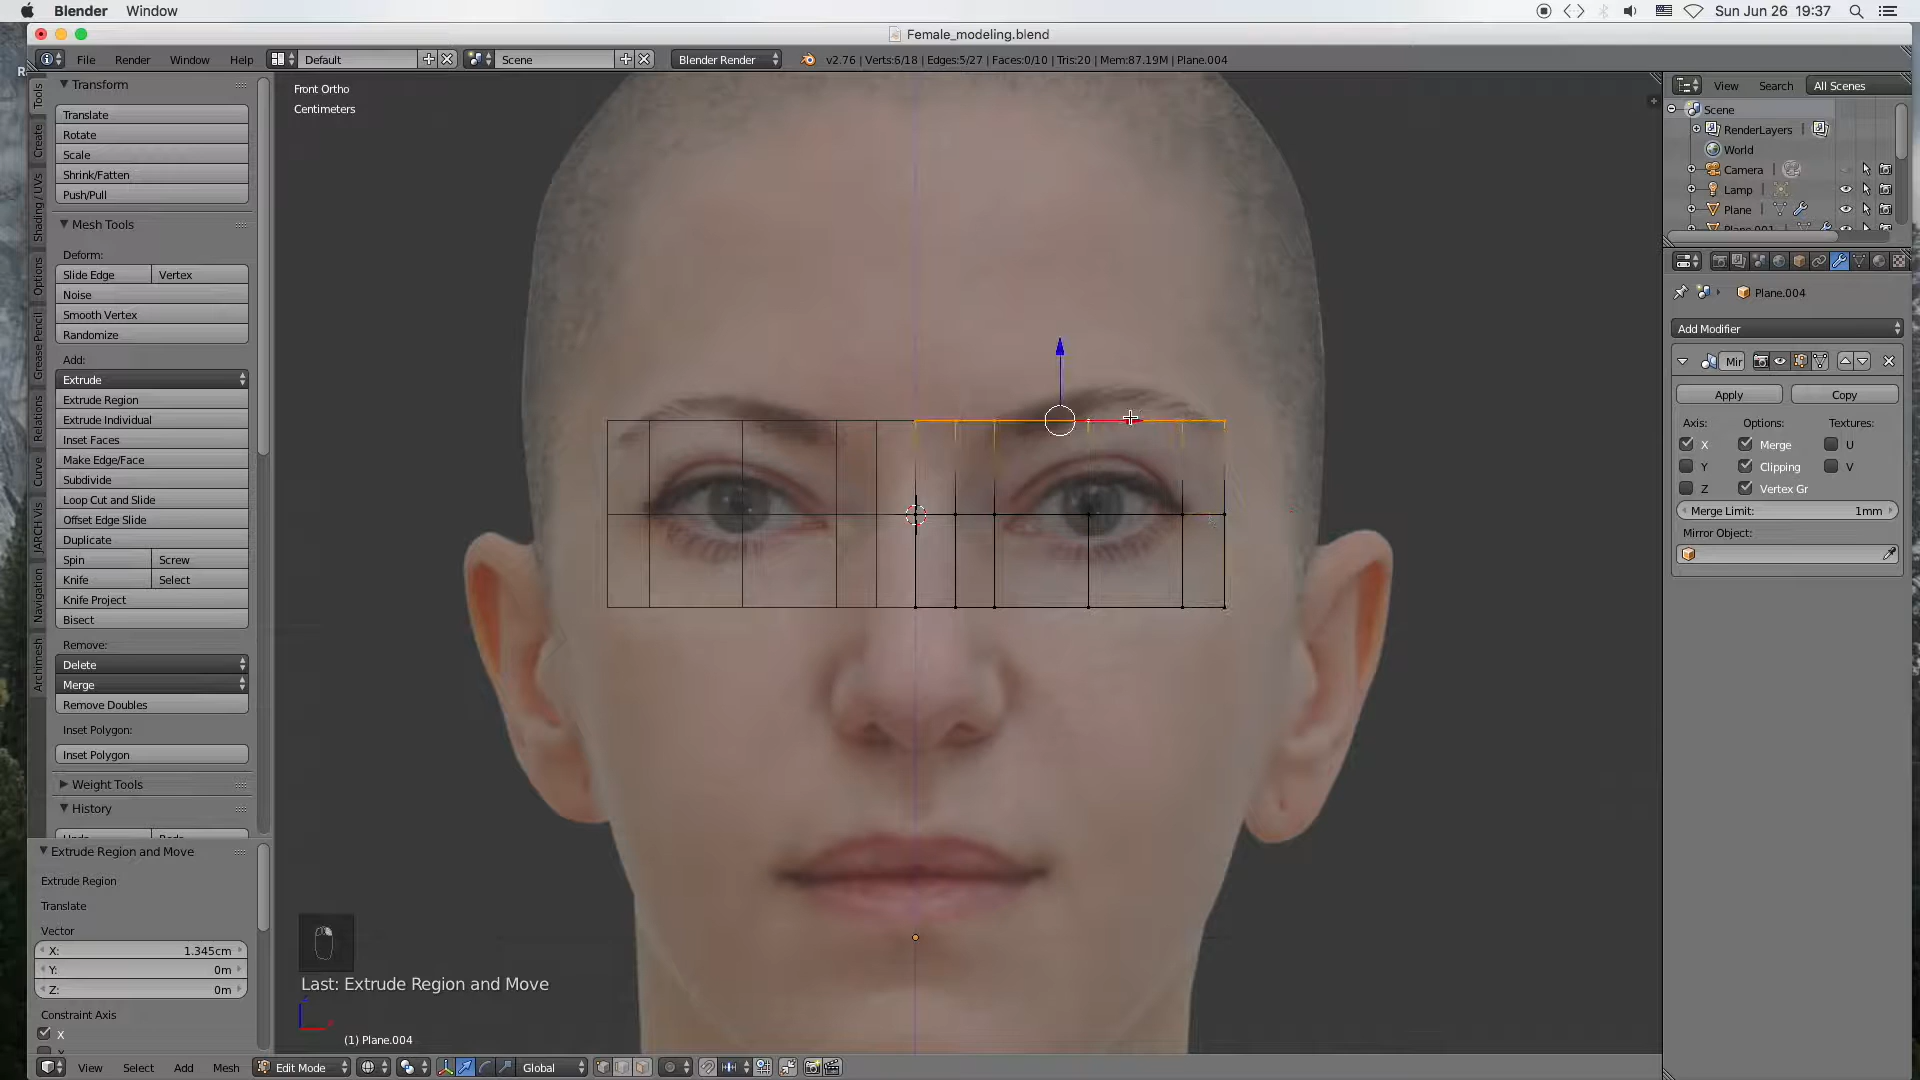 Blender Window Sun Jun 26 19:37
Female_modeling.blend
File Render Window Help Default Scene Blender Render v2.76 | Verts:6/18 | Edges:5/27 | Faces:0/10 | Tris:20 | Mem:87.19M | Plane.004
Transform
Translate
Rotate
Scale
Shrink/Fatten
Push/Pull
Mesh Tools
Deform:
Slide Edge Vertex
Noise
Smooth Vertex
Randomize
Add:
Extrude
Extrude Region
Extrude Individual
Inset Faces
Make Edge/Face
Subdivide
Loop Cut and Slide
Offset Edge Slide
Duplicate
Spin Screw
Knife Select
Knife Project
Bisect
Remove:
Delete
Merge
Remove Doubles
Inset Polygon:
Inset Polygon
Weight Tools
History
Tools
Create
Shading / UVs
Options
Grease Pencil
Relations
Curve
JARCH Vis
Navigation
Archimesh
Extrude Region and Move
Extrude Region
Translate
Vector
X: 1.345cm
Y: 0m
Z: 0m
Constraint Axis
X
Front Ortho
Centimeters
Last: Extrude Region and Move
(1) Plane.004
View Select Add Mesh Edit Mode Global
View Search All Scenes
Scene
RenderLayers
World
Camera
Lamp
Plane
Plane.001
Plane.004
Add Modifier
Mir
Apply Copy
Axis: Options: Textures:
X Merge U
Y Clipping V
Z Vertex Gr
Merge Limit: 1mm
Mirror Object: